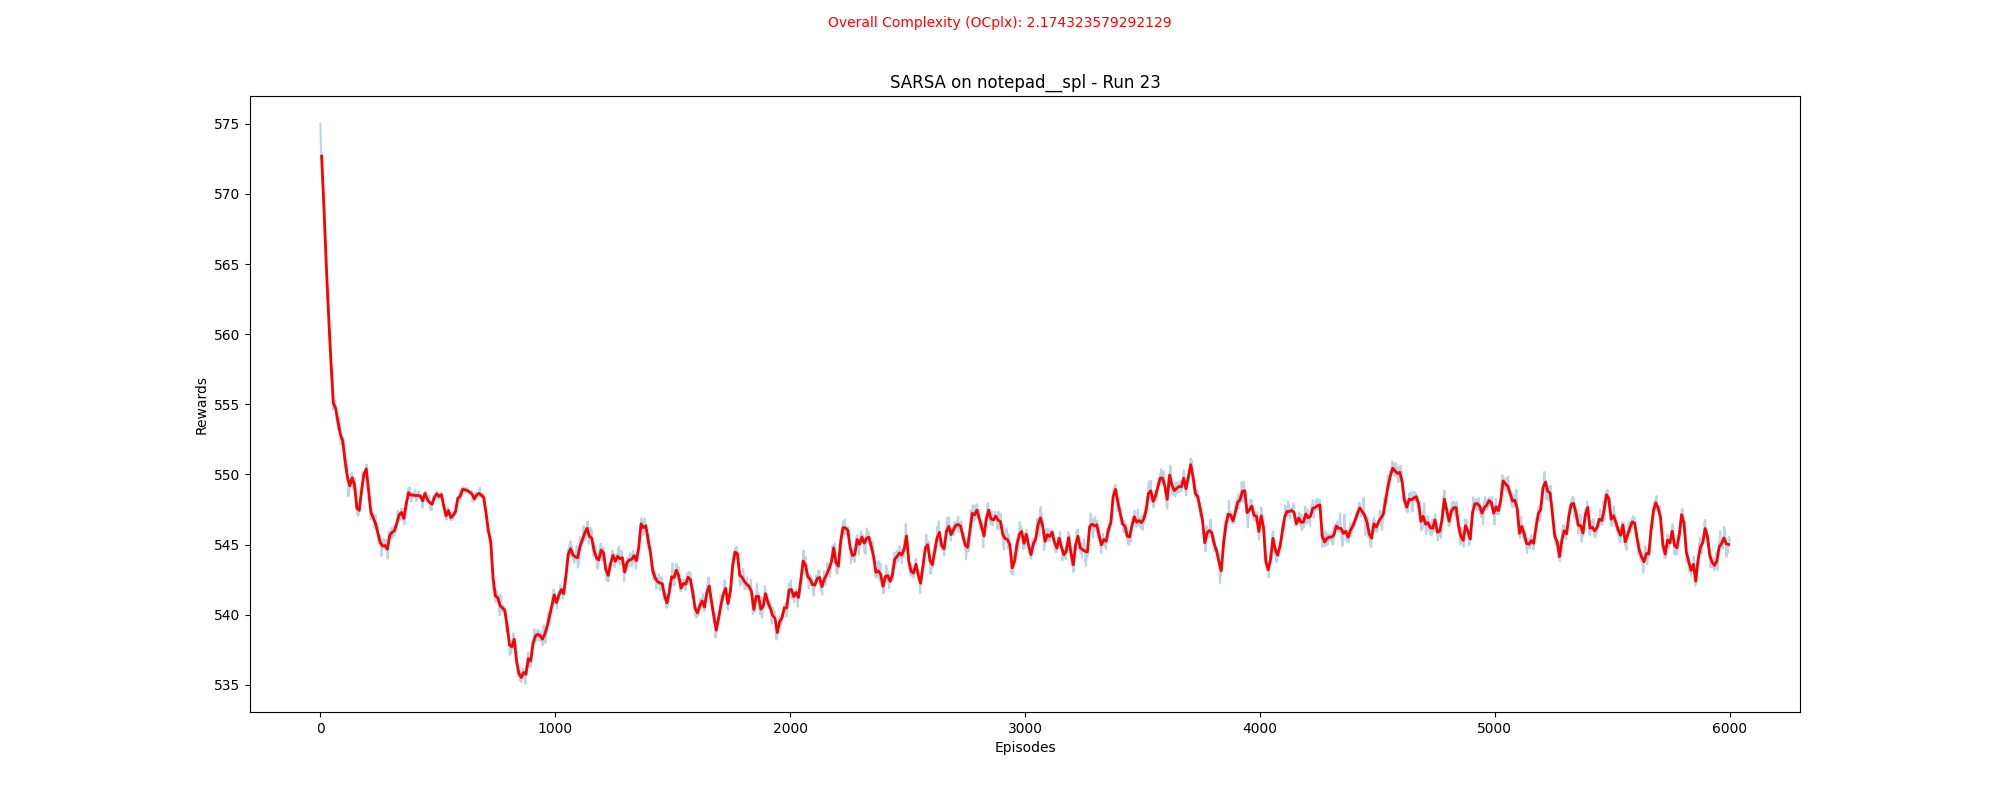 Overall Complexity (OCplx): 2.174323579292129
SARSA on notepad__spl - Run 23
575
570
565
560
555
550
545
540
535
Rewards
0 1000 2000 3000 4000 5000 6000
Episodes